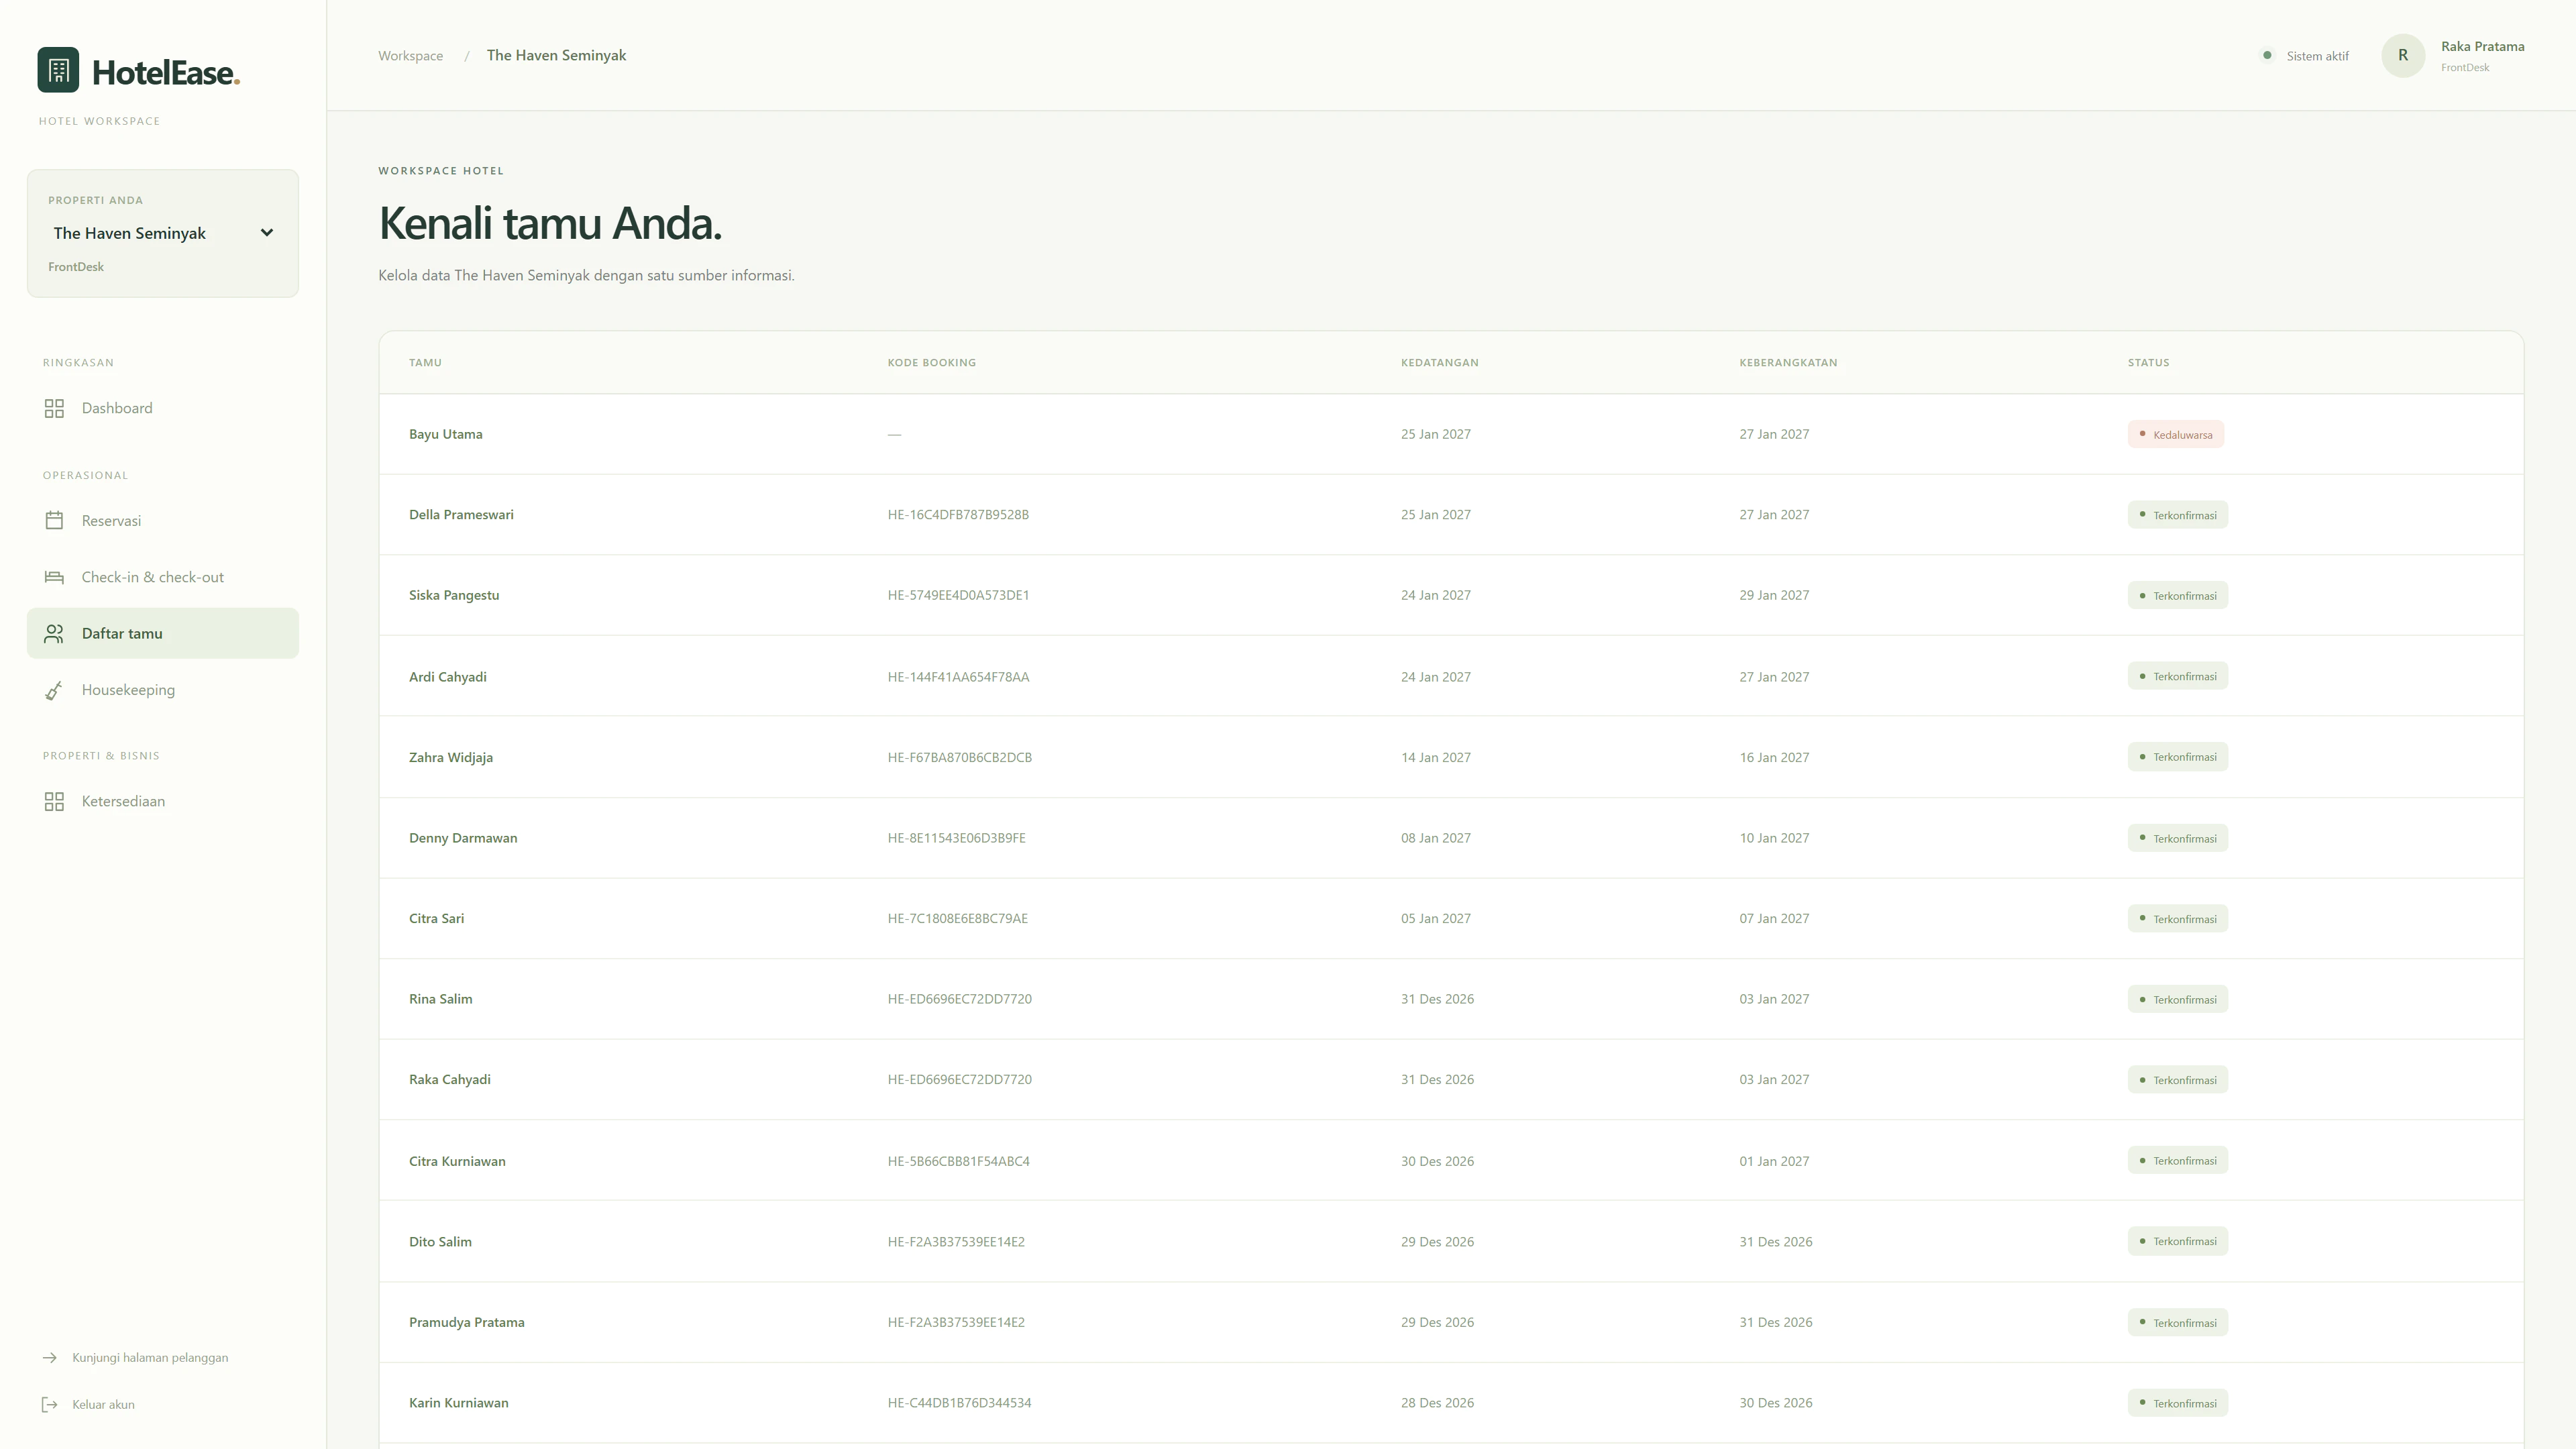 HotelEase.
HOTEL WORKSPACE
PROPERTI ANDA
The Haven Seminyak
FrontDesk
RINGKASAN
Dashboard
OPERASIONAL
Reservasi
Check-in & check-out
Daftar tamu
Housekeeping
PROPERTI & BISNIS
Ketersediaan
Kunjungi halaman pelanggan
Keluar akun
Workspace / The Haven Seminyak
Sistem aktif
R
Raka Pratama
FrontDesk
WORKSPACE HOTEL
Kenali tamu Anda.
Kelola data The Haven Seminyak dengan satu sumber informasi.
TAMU KODE BOOKING KEDATANGAN KEBERANGKATAN STATUS
Bayu Utama — 25 Jan 2027 27 Jan 2027 Kedaluwarsa
Della Prameswari HE-16C4DFB787B9528B 25 Jan 2027 27 Jan 2027 Terkonfirmasi
Siska Pangestu HE-5749EE4D0A573DE1 24 Jan 2027 29 Jan 2027 Terkonfirmasi
Ardi Cahyadi HE-144F41AA654F78AA 24 Jan 2027 27 Jan 2027 Terkonfirmasi
Zahra Widjaja HE-F67BA870B6CB2DCB 14 Jan 2027 16 Jan 2027 Terkonfirmasi
Denny Darmawan HE-8E11543E06D3B9FE 08 Jan 2027 10 Jan 2027 Terkonfirmasi
Citra Sari HE-7C1808E6E8BC79AE 05 Jan 2027 07 Jan 2027 Terkonfirmasi
Rina Salim HE-ED6696EC72DD7720 31 Des 2026 03 Jan 2027 Terkonfirmasi
Raka Cahyadi HE-ED6696EC72DD7720 31 Des 2026 03 Jan 2027 Terkonfirmasi
Citra Kurniawan HE-5B66CBB81F54ABC4 30 Des 2026 01 Jan 2027 Terkonfirmasi
Dito Salim HE-F2A3B37539EE14E2 29 Des 2026 31 Des 2026 Terkonfirmasi
Pramudya Pratama HE-F2A3B37539EE14E2 29 Des 2026 31 Des 2026 Terkonfirmasi
Karin Kurniawan HE-C44DB1B76D344534 28 Des 2026 30 Des 2026 Terkonfirmasi